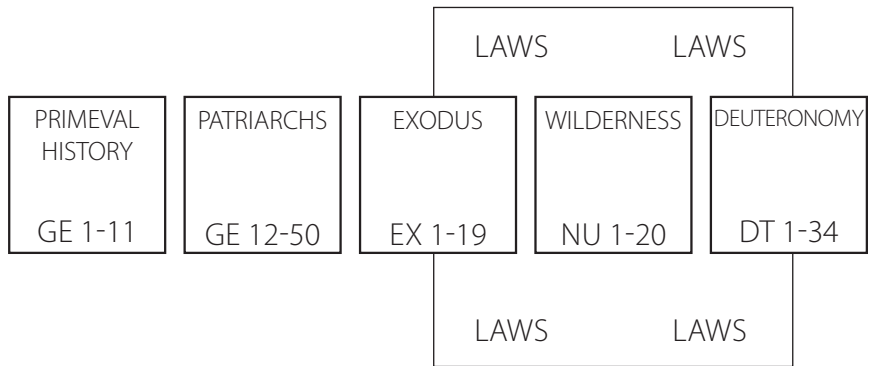 LAWS LAWS
PRIMEVAL
HISTORY
GE 1-11
PATRIARCHS
GE 12-50
EXODUS
EX 1-19
WILDERNESS
NU 1-20
DEUTERONOMY
DT 1-34
LAWS LAWS